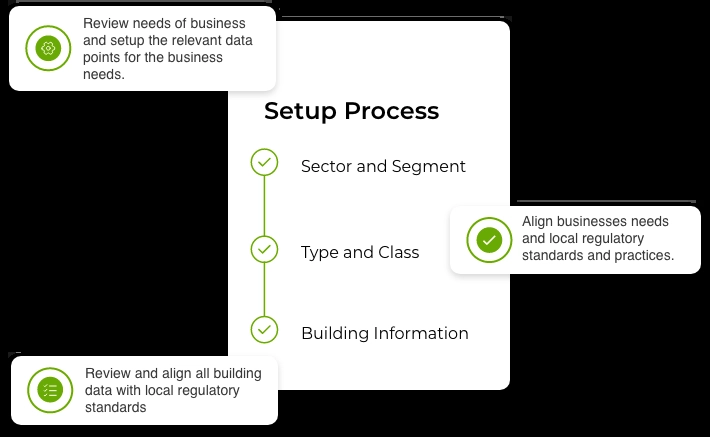 Review needs of business
and setup the relevant data
points for the business
needs.
Setup Process
Sector and Segment
Align businesses needs
and local regulatory
standards and practices.
Type and Class
Building Information
Review and align all building
data with local regulatory
standards